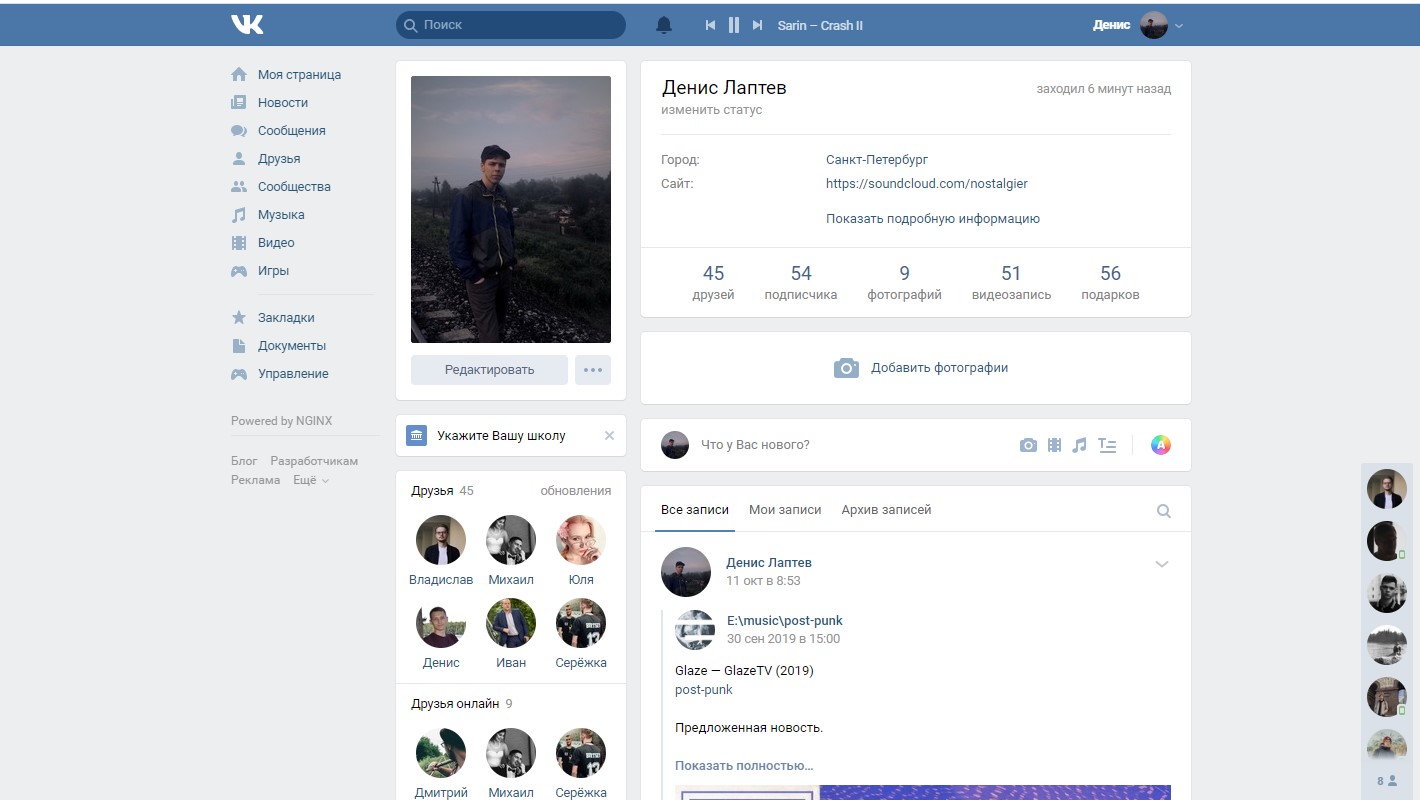 Поиск
Sarin – Crash II
Денис
Моя страница
Новости
Сообщения
Друзья
Сообщества
Музыка
Видео
Игры
Закладки
Документы
Управление
Powered by NGINX
Блог Разработчикам
Реклама Ещё
Редактировать
Укажите Вашу школу
Друзья 45 обновления
Владислав Михаил Юля
Денис Иван Серёжка
Друзья онлайн 9
Дмитрий Михаил Серёжка
Денис Лаптев
заходил 6 минут назад
изменить статус
Город: Санкт-Петербург
Сайт: https://soundcloud.com/nostalgier
Показать подробную информацию
45 54 9 51 56
друзей подписчика фотографий видеозапись подарков
Добавить фотографии
Что у Вас нового?
Все записи Мои записи Архив записей
Денис Лаптев
11 окт в 8:53
E:\music\post-punk
30 сен 2019 в 15:00
Glaze — GlazeTV (2019)
post-punk
Предложенная новость.
Показать полностью…
8